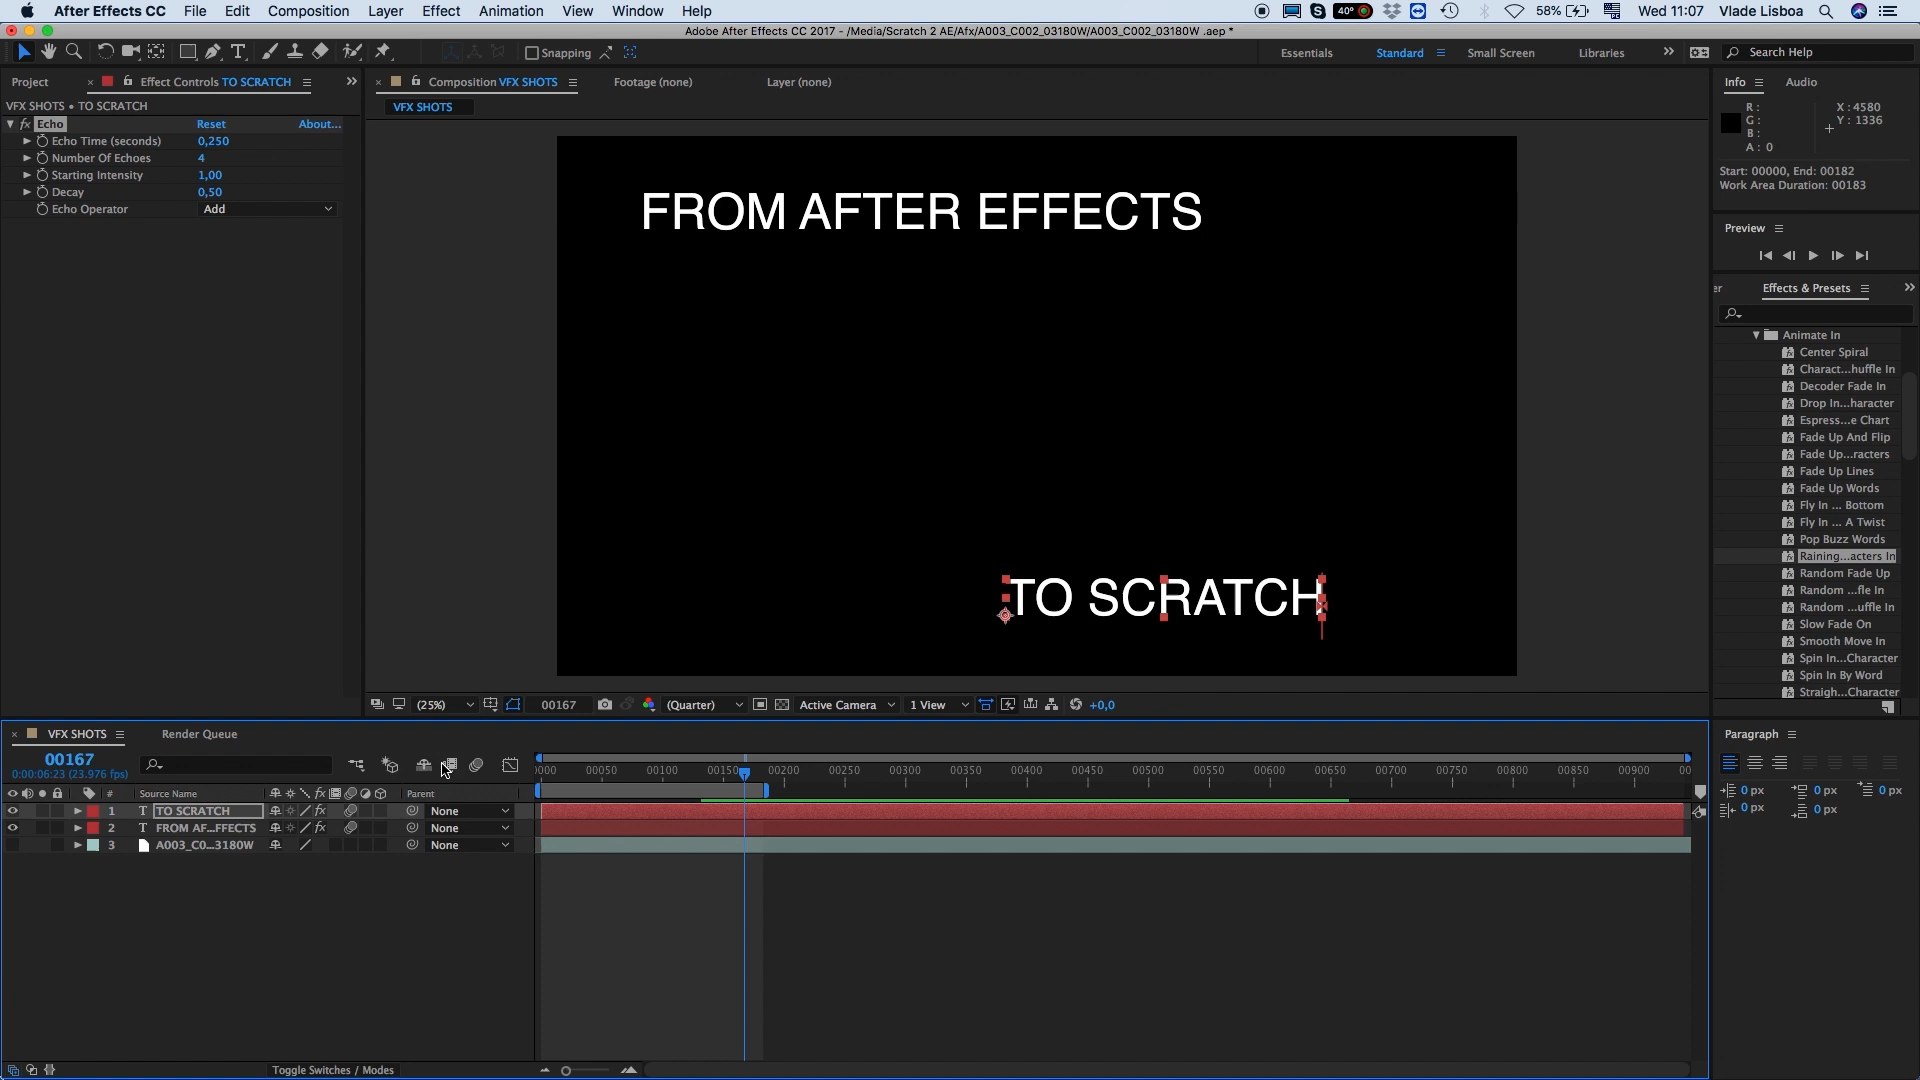 After Effects CC File Edit Composition Layer Effect Animation View Window Help 40° 58% Wed 11:07 Vlade Lisboa
Adobe After Effects CC 2017 - /Media/Scratch 2 AE/Afx/A003_C002_03180W/A003_C002_03180W .aep *
Snapping Essentials Standard Small Screen Libraries Search Help
Project Effect Controls TO SCRATCH
VFX SHOTS • TO SCRATCH
fx Echo Reset About...
Echo Time (seconds) 0,250
Number Of Echoes 4
Starting Intensity 1,00
Decay 0,50
Echo Operator Add
Composition VFX SHOTS Footage (none) Layer (none)
VFX SHOTS
FROM AFTER EFFECTS
TO SCRATCH
(25%) 00167 (Quarter) Active Camera 1 View +0,0
Info Audio
R : X : 4580
G : Y : 1336
B :
A : 0
Start: 00000, End: 00182
Work Area Duration: 00183
Preview
er Effects & Presets
Animate In
Center Spiral
Charact...huffle In
Decoder Fade In
Drop In...haracter
Espress...e Chart
Fade Up And Flip
Fade Up...racters
Fade Up Lines
Fade Up Words
Fly In ... Bottom
Fly In ... A Twist
Pop Buzz Words
Raining...acters In
Random Fade Up
Random ...fle In
Random ...uffle In
Slow Fade On
Smooth Move In
Spin In...Character
Spin In By Word
Straigh...Character
VFX SHOTS Render Queue
00167
0:00:06:23 (23.976 fps)
0000 00050 00100 00150 00200 00250 00300 00350 00400 00450 00500 00550 00600 00650 00700 00750 00800 00850 00900 00
# Source Name fx Parent
1 T TO SCRATCH fx None
2 T FROM AF...FFECTS fx None
3 A003_C0...3180W None
Toggle Switches / Modes
Paragraph
0 px 0 px 0 px
0 px 0 px